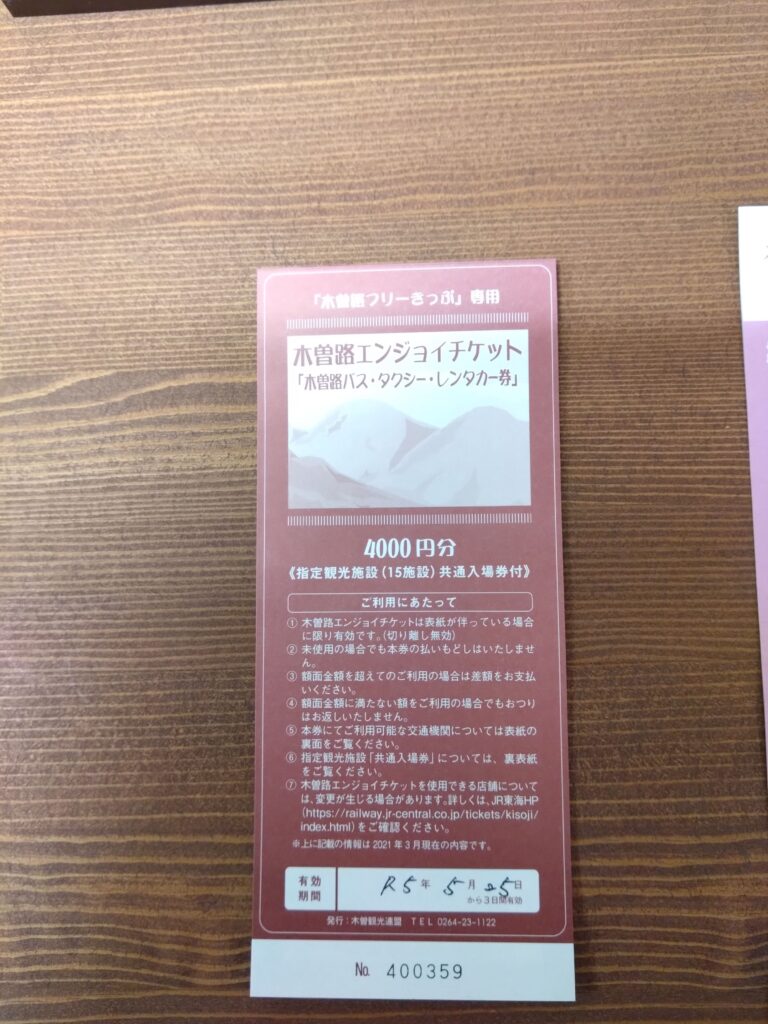 「木曽路フリーきっぷ」専用
木曽路エンジョイチケット
「木曽路バス・タクシー・レンタカー券」
4000円分
《指定観光施設（15施設）共通入場券付》
ご利用にあたって
① 木曽路エンジョイチケットは表紙が伴っている場合
に限り有効です。（切り離し無効）
② 未使用の場合でも本券の払いもどしはいたしませ
ん。
③ 額面金額を超えてのご利用の場合は差額をお支払
いください。
④ 額面金額に満たない額をご利用の場合でもおつり
はお返しいたしません。
⑤ 本券にてご利用可能な交通機関については表紙の
裏面をご覧ください。
⑥ 指定観光施設「共通入場券」については、裏表紙
をご覧ください。
⑦ 木曽路エンジョイチケットを使用できる店舗について
は、変更が生じる場合があります。詳しくは、JR東海HP
（https://railway.jr-central.co.jp/tickets/kisoji/
index.html）をご確認ください。
※上に記載の情報は2021年3月現在の内容です。
有効
期間
R5年 5月 25日
から3日間有効
発行：木曽観光連盟 TEL 0264-23-1122
No. 400359